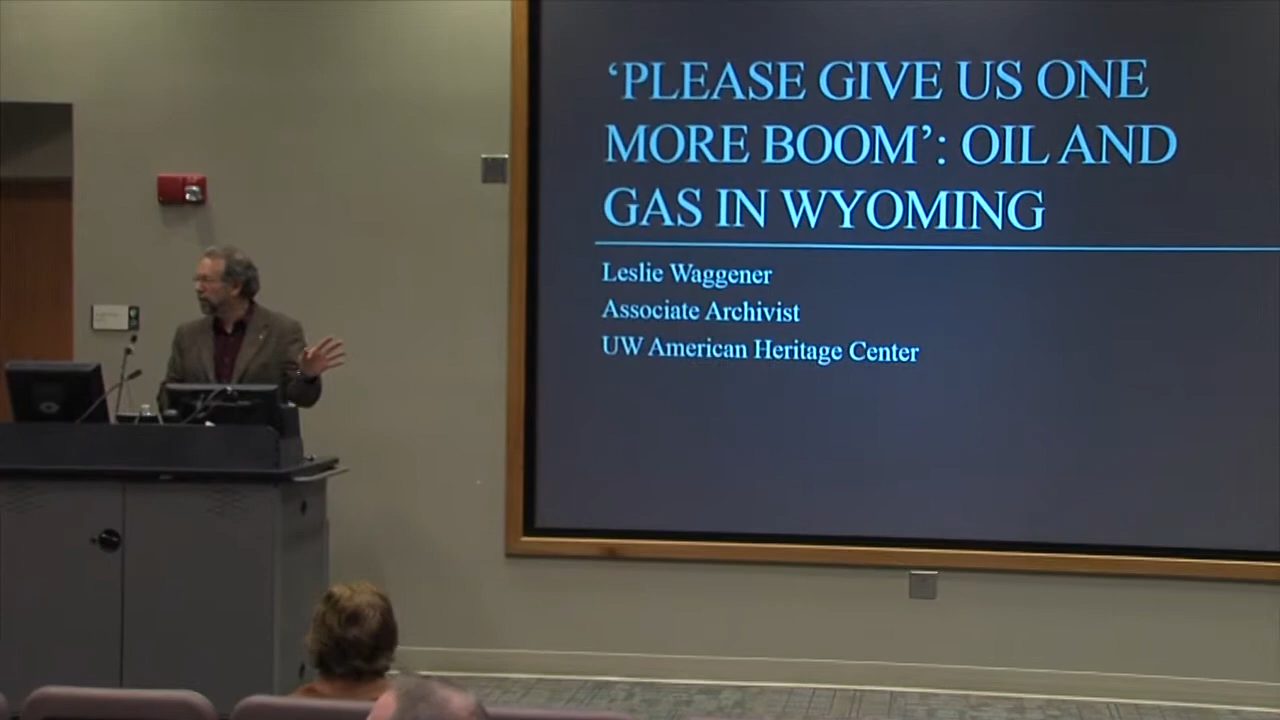 ‘PLEASE GIVE US ONE
MORE BOOM’: OIL AND
GAS IN WYOMING
Leslie Waggener
Associate Archivist
UW American Heritage Center